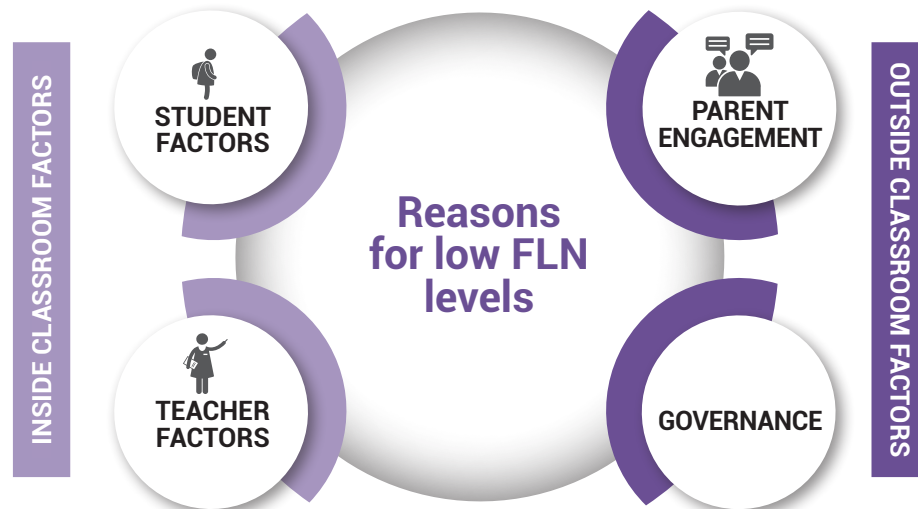 INSIDE CLASSROOM FACTORS
STUDENT
FACTORS
TEACHER
FACTORS
Reasons
for low FLN
levels
PARENT
ENGAGEMENT
GOVERNANCE
OUTSIDE CLASSROOM FACTORS